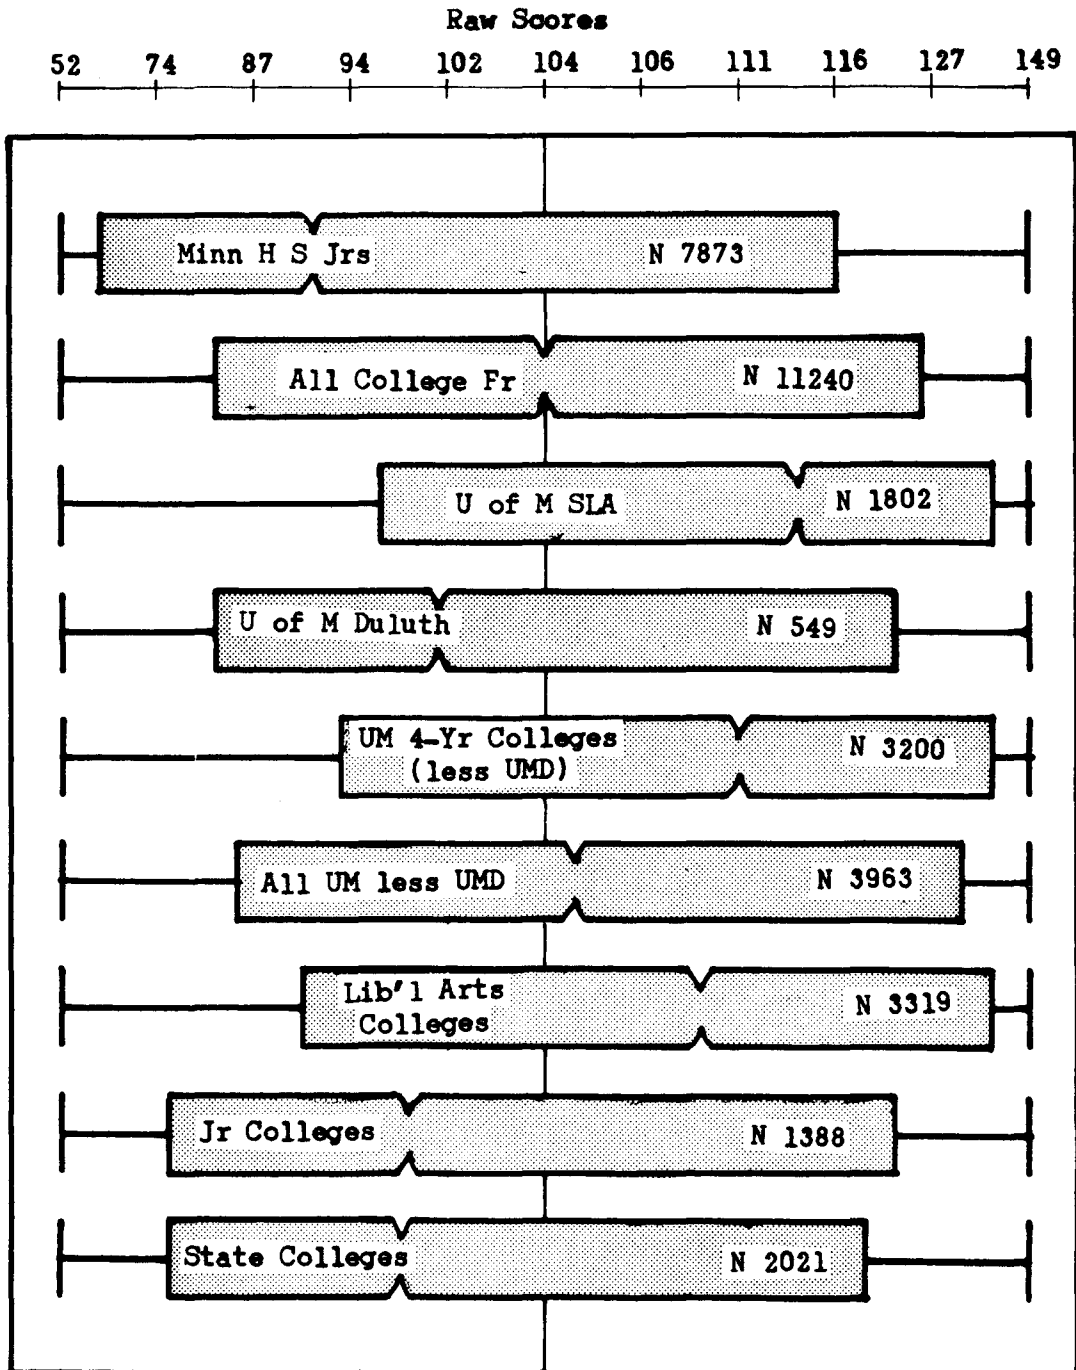 Raw Scores
52 74 87 94 102 104 106 111 116 127 149
Minn H S Jrs N 7873
All College Fr N 11240
U of M SLA N 1802
U of M Duluth N 549
UM 4-Yr Colleges N 3200
(less UMD)
All UM less UMD N 3963
Lib'l Arts N 3319
Colleges
Jr Colleges N 1388
State Colleges N 2021